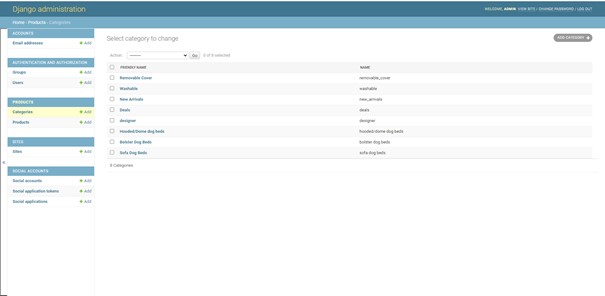 Django administration
WELCOME, ADMIN. VIEW SITE / CHANGE PASSWORD / LOG OUT
Home › Products › Categories
ACCOUNTS
Email addresses + Add
AUTHENTICATION AND AUTHORIZATION
Groups + Add
Users + Add
PRODUCTS
Categories + Add
Products + Add
SITES
Sites + Add
SOCIAL ACCOUNTS
Social accounts + Add
Social application tokens + Add
Social applications + Add
«
Select category to change
ADD CATEGORY +
Action: --------- Go 0 of 8 selected
FRIENDLY NAME NAME
Removable Cover removable_cover
Washable washable
New Arrivals new_arrivals
Deals deals
designer designer
Hooded/Dome dog beds hooded/dome dog beds
Bolster Dog Beds bolster dog beds
Sofa Dog Beds sofa dog beds
8 Categories